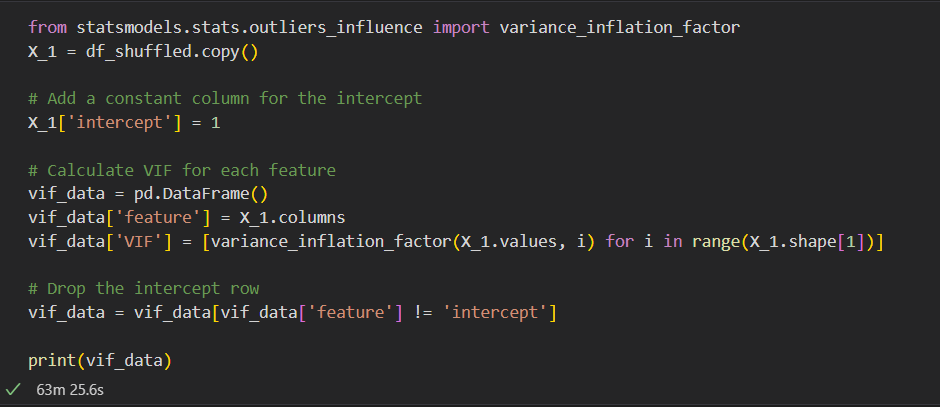 from statsmodels.stats.outliers_influence import variance_inflation_factor
X_1 = df_shuffled.copy()
# Add a constant column for the intercept
X_1['intercept'] = 1
# Calculate VIF for each feature
vif_data = pd.DataFrame()
vif_data['feature'] = X_1.columns
vif_data['VIF'] = [variance_inflation_factor(X_1.values, i) for i in range(X_1.shape[1])]
# Drop the intercept row
vif_data = vif_data[vif_data['feature'] != 'intercept']
print(vif_data)
63m 25.6s